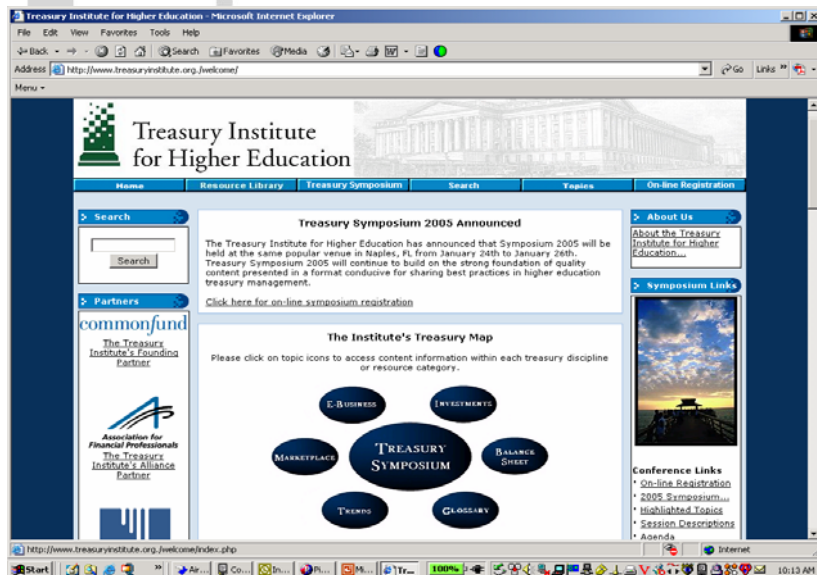 Treasury Institute for Higher Education - Microsoft Internet Explorer
File Edit View Favorites Tools Help
Back Search Favorites Media
Address http://www.treasuryinstitute.org./welcome/ Go Links »
Menu
Treasury Institute
for Higher Education
Home Resource Library Treasury Symposium Search Topics On-line Registration
Search
Search
Partners
commonfund
The Treasury
Institute's Founding
Partner
Association for
Financial Professionals
The Treasury
Institute's Alliance
Partner
Treasury Symposium 2005 Announced
The Treasury Institute for Higher Education has announced that Symposium 2005 will be
held at the same popular venue in Naples, FL from January 24th to January 26th.
Treasury Symposium 2005 will continue to build on the strong foundation of quality
content presented in a format conducive for sharing best practices in higher education
treasury management.
Click here for on-line symposium registration
The Institute's Treasury Map
Please click on topic icons to access content information within each treasury discipline
or resource category.
E-Business
Investments
Marketplace
Treasury
Symposium
Balance
Sheet
Trends
Glossary
About Us
About the Treasury
Institute for Higher
Education...
Symposium Links
Conference Links
On-line Registration
2005 Symposium...
Highlighted Topics
Session Descriptions
Agenda
http://www.treasuryinstitute.org./welcome/index.php Internet
Start » Ar... Co... In... Pi... Mi... Tr... 100% 10:13 AM